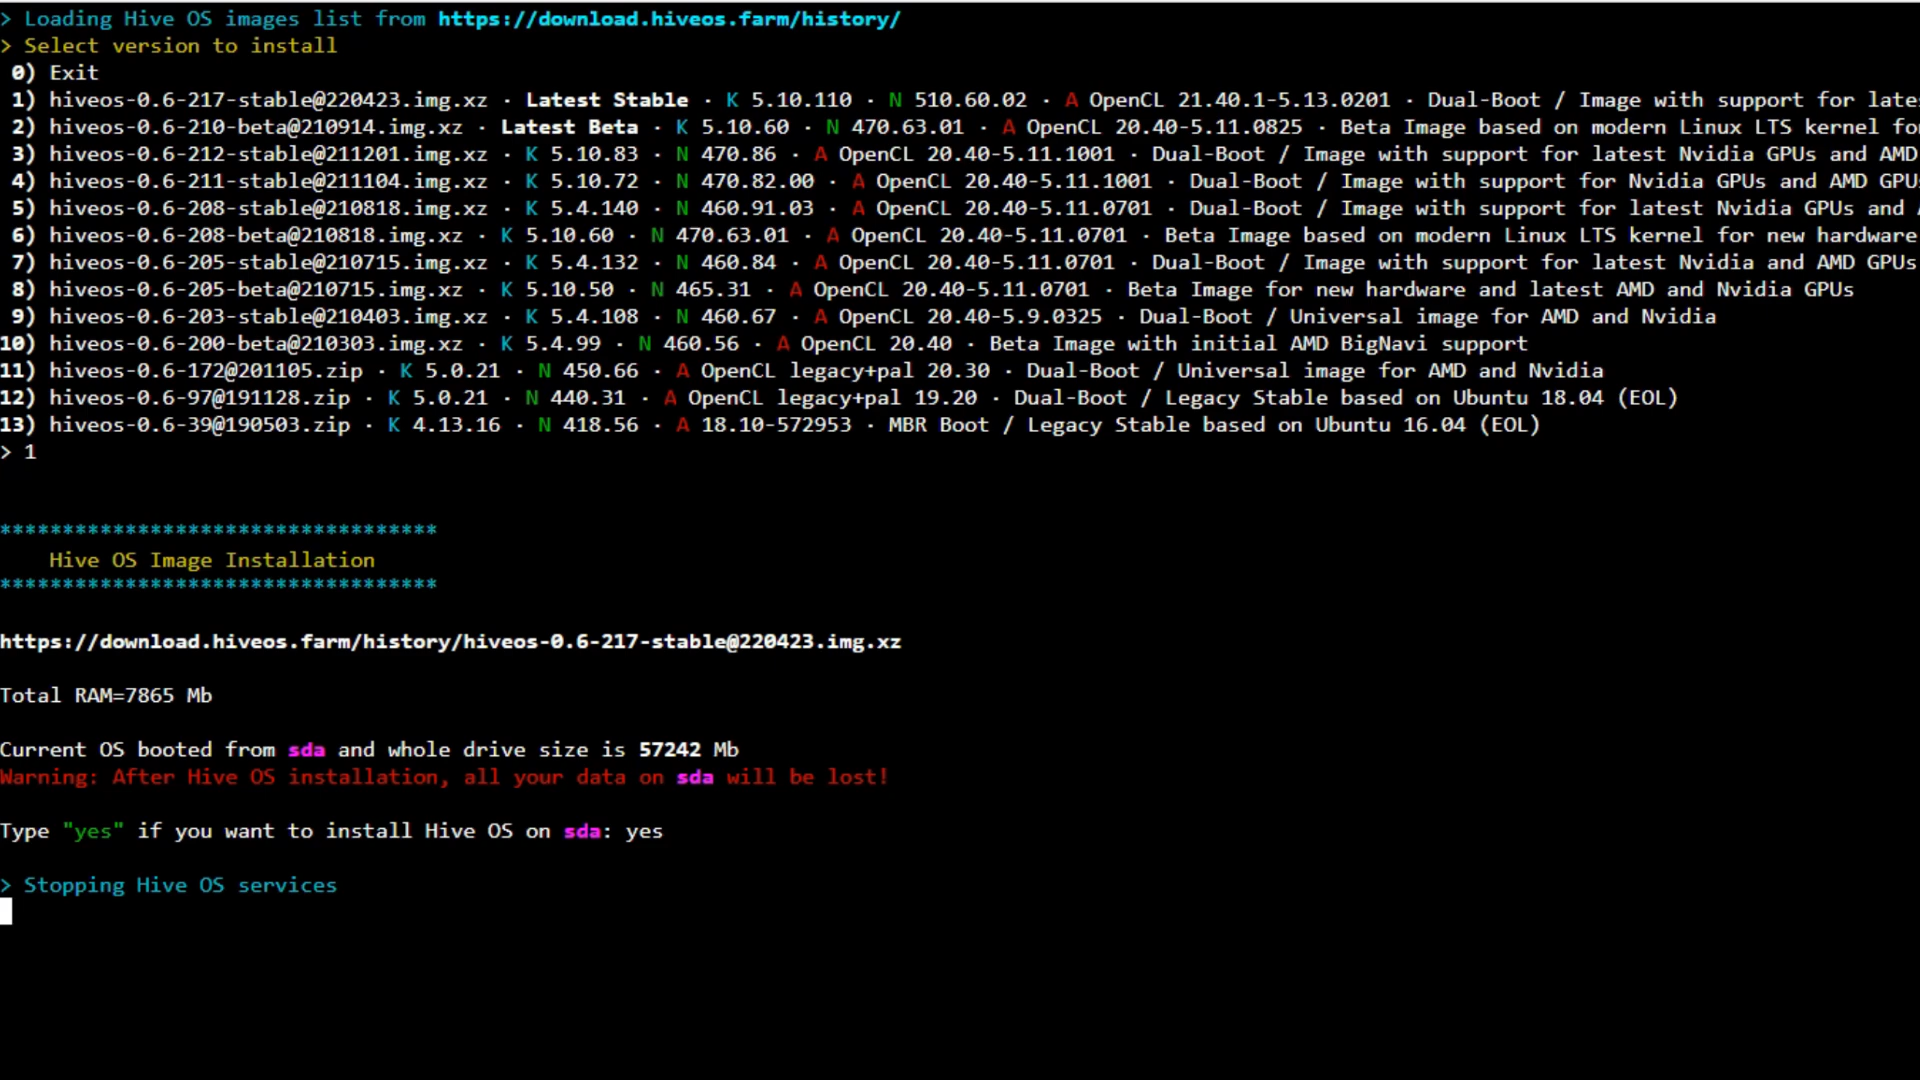 > Loading Hive OS images list from https://download.hiveos.farm/history/
> Select version to install
0) Exit
1) hiveos-0.6-217-stable@220423.img.xz · Latest Stable · K 5.10.110 · N 510.60.02 · A OpenCL 21.40.1-5.13.0201 · Dual-Boot / Image with support for
2) hiveos-0.6-210-beta@210914.img.xz · Latest Beta · K 5.10.60 · N 470.63.01 · A OpenCL 20.40-5.11.0825 · Beta Image based on modern Linux LTS kernel
3) hiveos-0.6-212-stable@211201.img.xz · K 5.10.83 · N 470.86 · A OpenCL 20.40-5.11.1001 · Dual-Boot / Image with support for latest Nvidia GPUs and AMD
4) hiveos-0.6-211-stable@211104.img.xz · K 5.10.72 · N 470.82.00 · A OpenCL 20.40-5.11.1001 · Dual-Boot / Image with support for Nvidia GPUs and AMD
5) hiveos-0.6-208-stable@210818.img.xz · K 5.4.140 · N 460.91.03 · A OpenCL 20.40-5.11.0701 · Dual-Boot / Image with support for latest Nvidia GPUs and
6) hiveos-0.6-208-beta@210818.img.xz · K 5.10.60 · N 470.63.01 · A OpenCL 20.40-5.11.0701 · Beta Image based on modern Linux LTS kernel for new hardware
7) hiveos-0.6-205-stable@210715.img.xz · K 5.4.132 · N 460.84 · A OpenCL 20.40-5.11.0701 · Dual-Boot / Image with support for latest Nvidia and AMD GPUs
8) hiveos-0.6-205-beta@210715.img.xz · K 5.10.50 · N 465.31 · A OpenCL 20.40-5.11.0701 · Beta Image for new hardware and latest AMD and Nvidia GPUs
9) hiveos-0.6-203-stable@210403.img.xz · K 5.4.108 · N 460.67 · A OpenCL 20.40-5.9.0325 · Dual-Boot / Universal image for AMD and Nvidia
10) hiveos-0.6-200-beta@210303.img.xz · K 5.4.99 · N 460.56 · A OpenCL 20.40 · Beta Image with initial AMD BigNavi support
11) hiveos-0.6-172@201105.zip · K 5.0.21 · N 450.66 · A OpenCL legacy+pal 20.30 · Dual-Boot / Universal image for AMD and Nvidia
12) hiveos-0.6-97@191128.zip · K 5.0.21 · N 440.31 · A OpenCL legacy+pal 19.20 · Dual-Boot / Legacy Stable based on Ubuntu 18.04 (EOL)
13) hiveos-0.6-39@190503.zip · K 4.13.16 · N 418.56 · A 18.10-572953 · MBR Boot / Legacy Stable based on Ubuntu 16.04 (EOL)
> 1
***********************************
Hive OS Image Installation
***********************************
https://download.hiveos.farm/history/hiveos-0.6-217-stable@220423.img.xz
Total RAM=7865 Mb
Current OS booted from sda and whole drive size is 57242 Mb
Warning: After Hive OS installation, all your data on sda will be lost!
Type "yes" if you want to install Hive OS on sda: yes
> Stopping Hive OS services